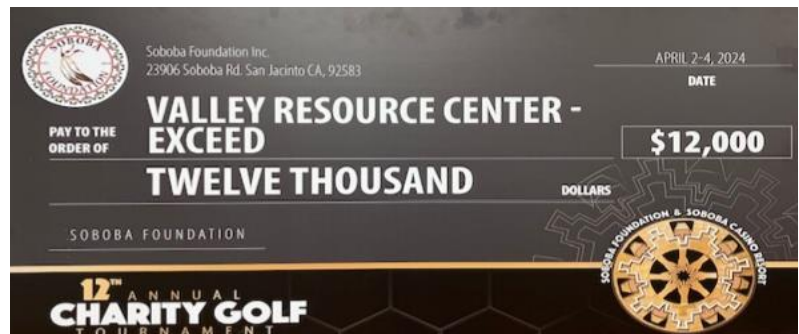 SOBOBA
FOUNDATION
Soboba Foundation Inc.
23906 Soboba Rd. San Jacinto CA, 92583
APRIL 2-4, 2024
DATE
PAY TO THE
ORDER OF
VALLEY RESOURCE CENTER -
EXCEED
$12,000
TWELVE THOUSAND
DOLLARS
SOBOBA FOUNDATION
SOBOBA FOUNDATION & SOBOBA CASINO RESORT
12TH ANNUAL
CHARITY GOLF
TOURNAMENT